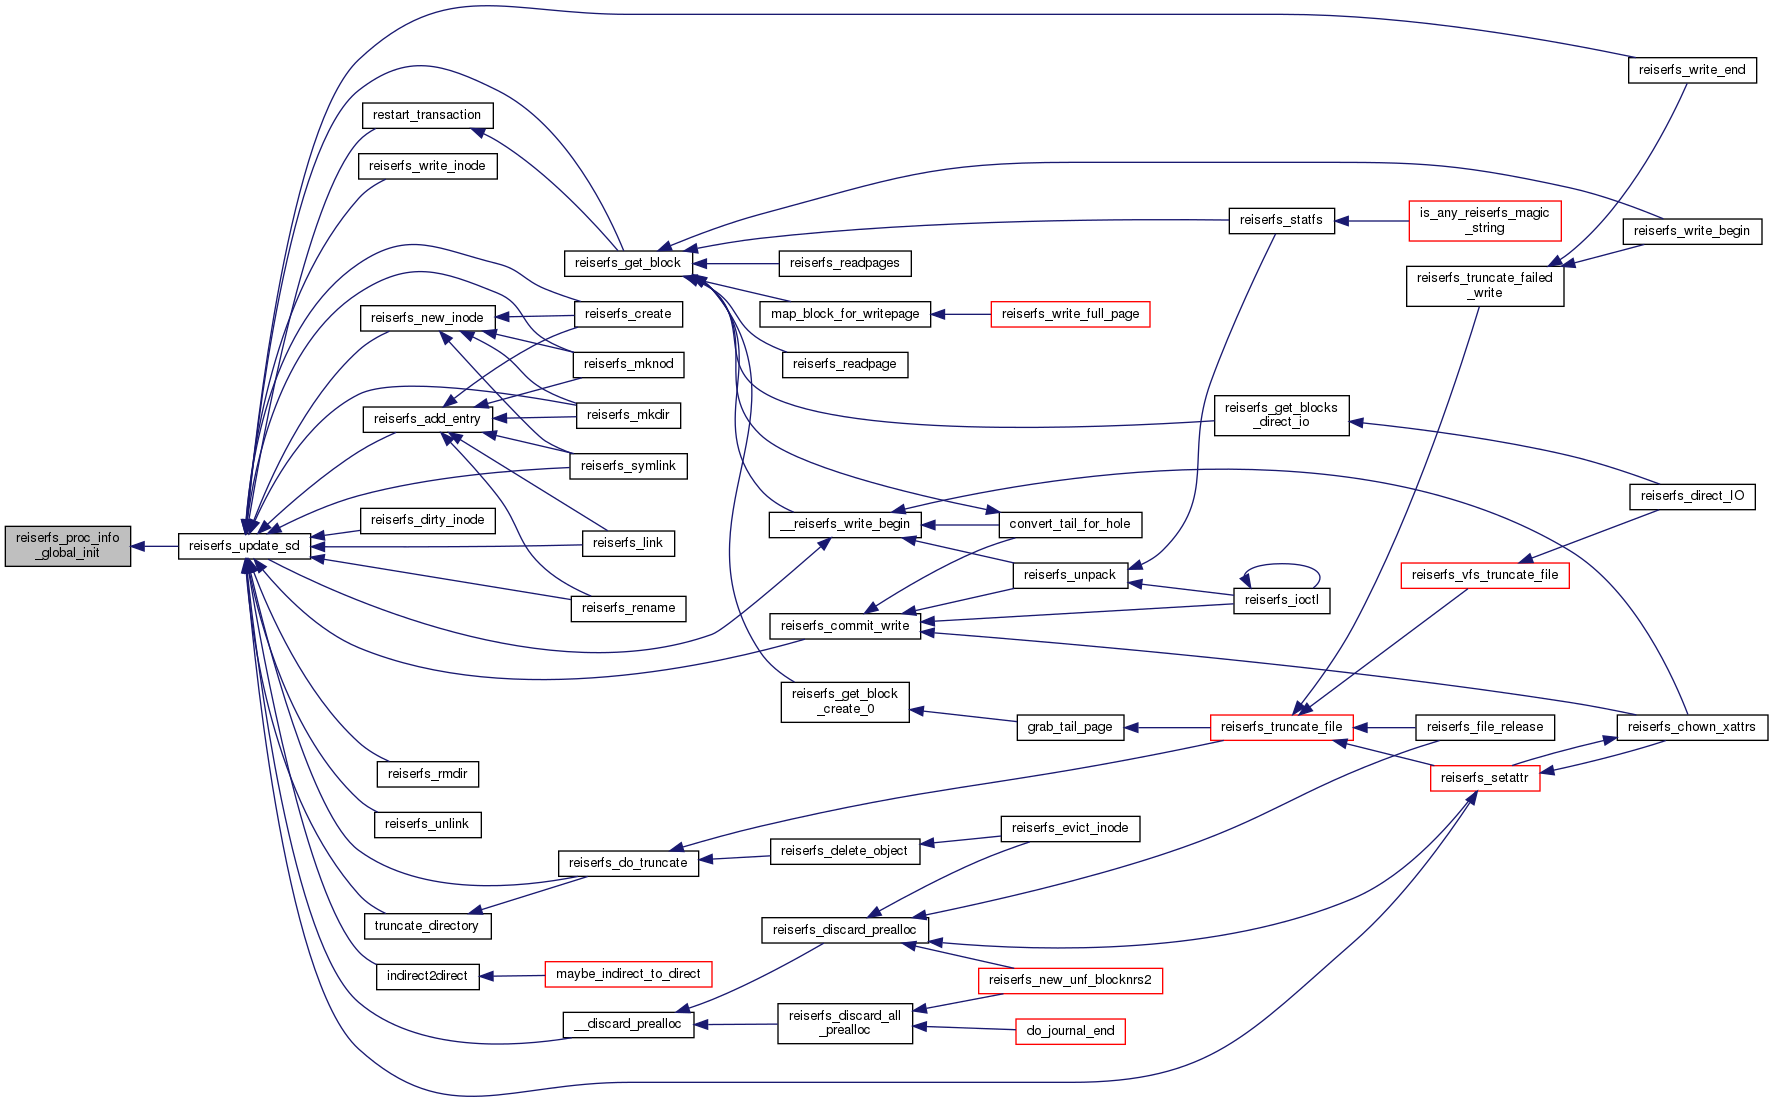 reiserfs_proc_info
_global_init
reiserfs_update_sd
restart_transaction
reiserfs_write_inode
reiserfs_new_inode
reiserfs_add_entry
reiserfs_dirty_inode
reiserfs_rmdir
reiserfs_unlink
truncate_directory
indirect2direct
reiserfs_get_block
reiserfs_create
reiserfs_mknod
reiserfs_mkdir
reiserfs_symlink
reiserfs_link
reiserfs_rename
reiserfs_do_truncate
maybe_indirect_to_direct
__discard_prealloc
reiserfs_readpages
map_block_for_writepage
reiserfs_readpage
__reiserfs_write_begin
reiserfs_commit_write
reiserfs_get_block
_create_0
reiserfs_delete_object
reiserfs_discard_prealloc
reiserfs_discard_all
_prealloc
reiserfs_write_full_page
convert_tail_for_hole
reiserfs_unpack
grab_tail_page
reiserfs_evict_inode
reiserfs_new_unf_blocknrs2
do_journal_end
reiserfs_statfs
reiserfs_get_blocks
_direct_io
reiserfs_ioctl
reiserfs_truncate_file
is_any_reiserfs_magic
_string
reiserfs_truncate_failed
_write
reiserfs_vfs_truncate_file
reiserfs_file_release
reiserfs_setattr
reiserfs_write_end
reiserfs_write_begin
reiserfs_direct_IO
reiserfs_chown_xattrs